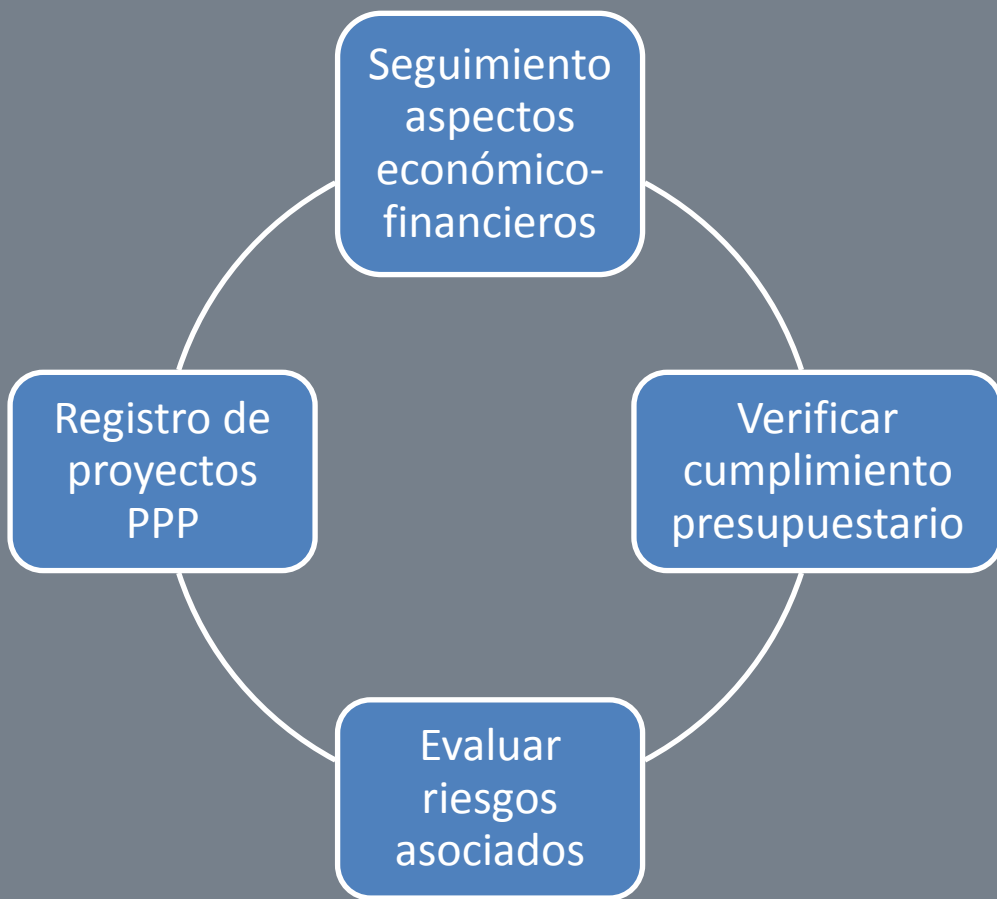 Seguimiento
aspectos
económico-
financieros
Registro de
proyectos
PPP
Verificar
cumplimiento
presupuestario
Evaluar
riesgos
asociados